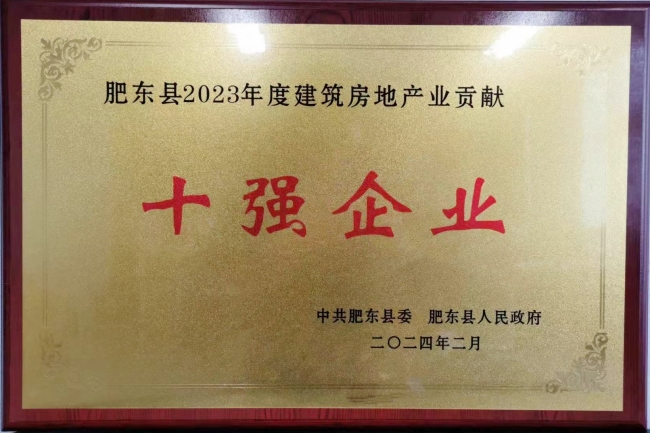 肥东县2023年度建筑房地产业贡献
十强企业
中共肥东县委 肥东县人民政府
二〇二四年二月